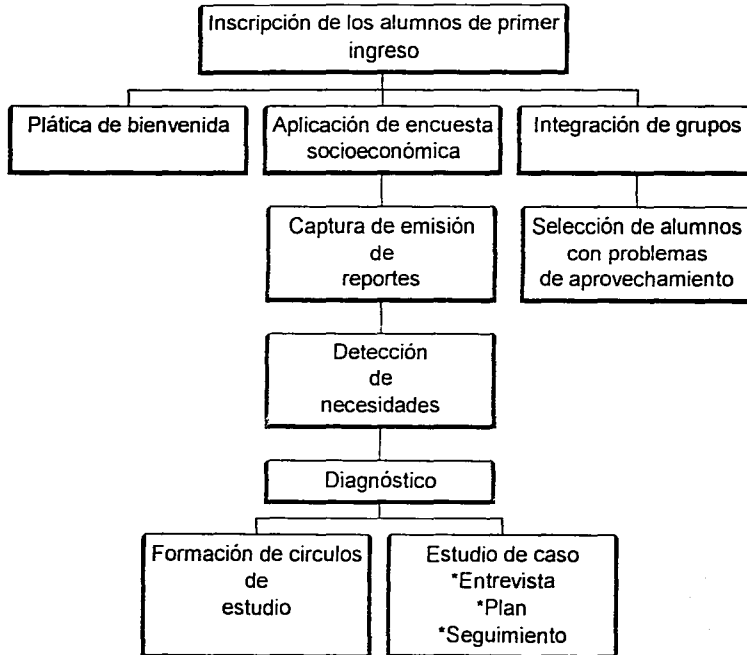 Inscripción de los alumnos de primer
ingreso
Plática de bienvenida
Aplicación de encuesta
socioeconómica
Integración de grupos
Captura de emisión
de
reportes
Selección de alumnos
con problemas
de aprovechamiento
Detección
de
necesidades
Diagnóstico
Formación de circulos
de
estudio
Estudio de caso
*Entrevista
*Plan
*Seguimiento